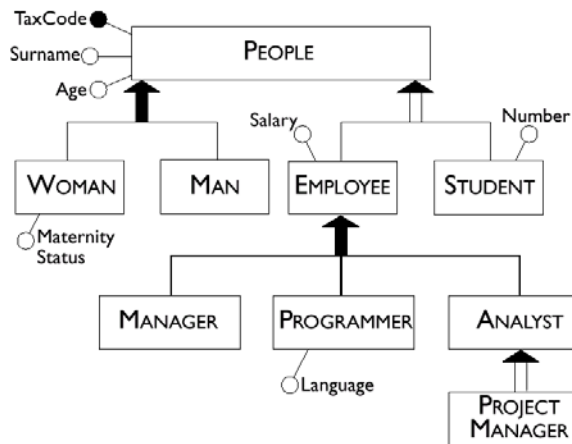 TaxCode
PEOPLE
Surname
Age
Salary
Number
WOMAN
MAN
EMPLOYEE
STUDENT
Maternity
Status
MANAGER
PROGRAMMER
ANALYST
Language
PROJECT
MANAGER